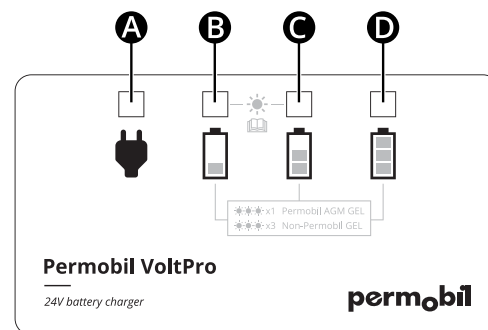 A B C D
x1 Permobil AGM GEL
x3 Non-Permobil GEL
Permobil VoltPro
24V battery charger
permobil